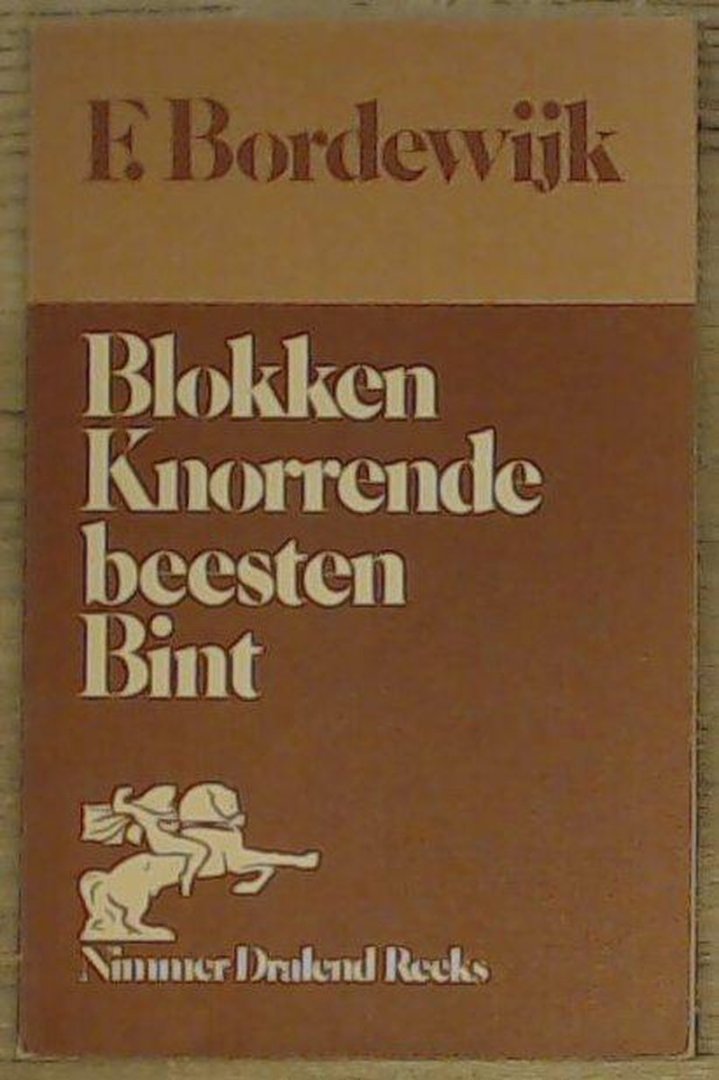 F. Bordewijk
Blokken
Knorrende
beesten
Bint
Nimmer Dralend Reeks